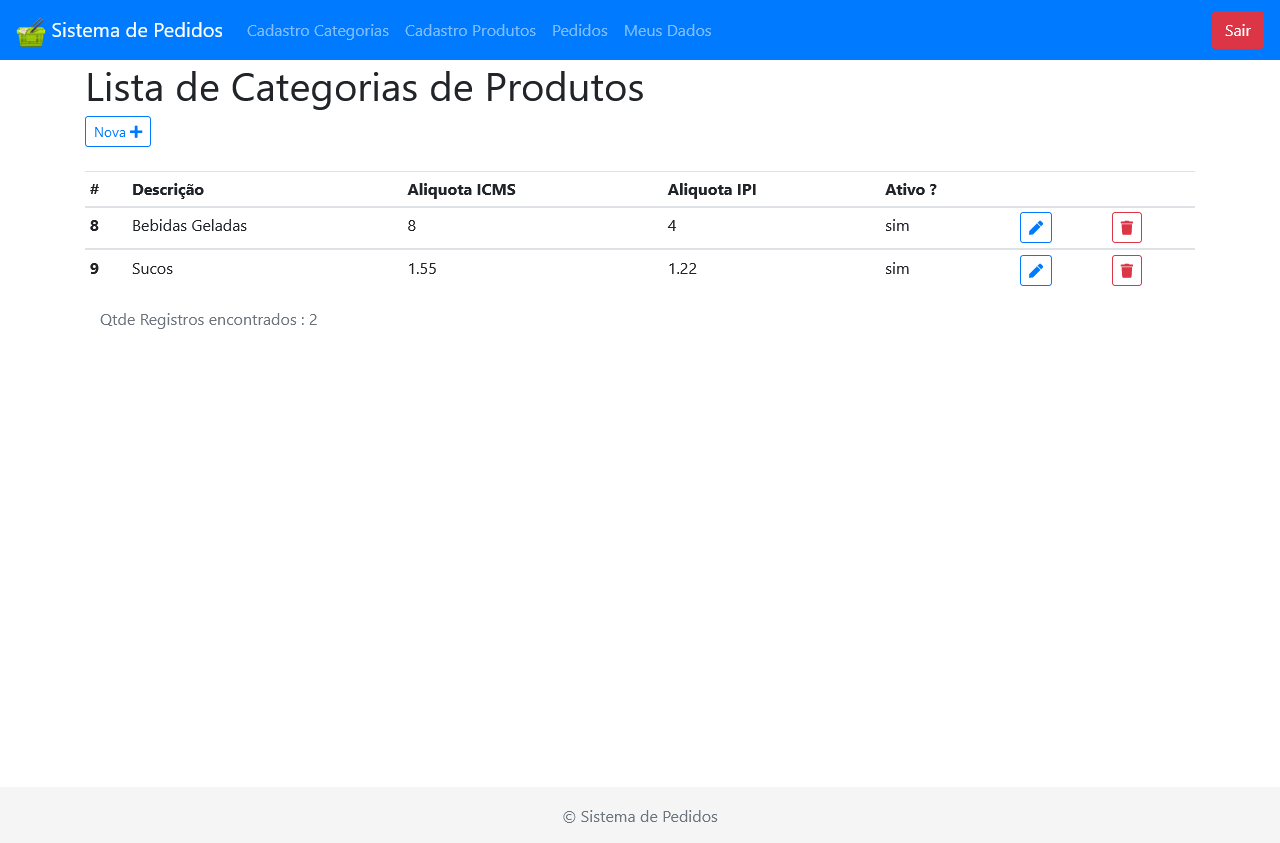 Sistema de Pedidos Cadastro Categorias Cadastro Produtos Pedidos Meus Dados Sair
Lista de Categorias de Produtos
Nova
# Descrição Aliquota ICMS Aliquota IPI Ativo ?
8 Bebidas Geladas 8 4 sim
9 Sucos 1.55 1.22 sim
Qtde Registros encontrados : 2
© Sistema de Pedidos